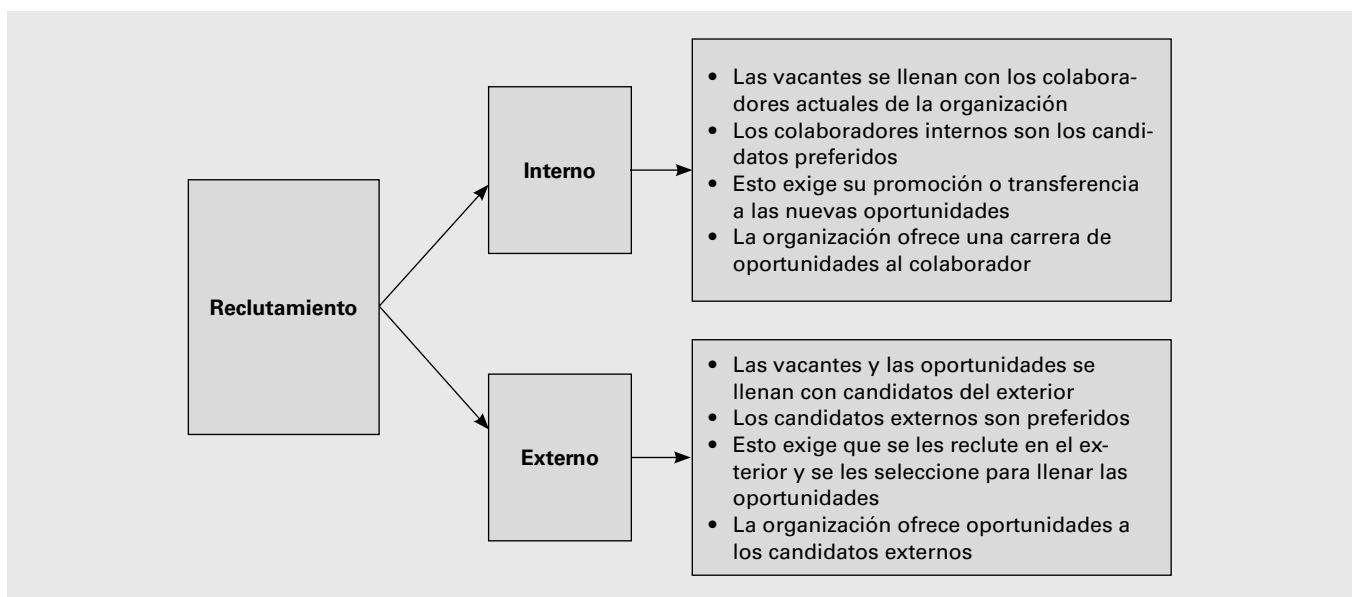 Reclutamiento
Interno
• Las vacantes se llenan con los colabora-
dores actuales de la organización
• Los colaboradores internos son los candi-
datos preferidos
• Esto exige su promoción o transferencia
a las nuevas oportunidades
• La organización ofrece una carrera de
oportunidades al colaborador
Externo
• Las vacantes y las oportunidades se
llenan con candidatos del exterior
• Los candidatos externos son preferidos
• Esto exige que se les reclute en el ex-
terior y se les seleccione para llenar las
oportunidades
• La organización ofrece oportunidades a
los candidatos externos